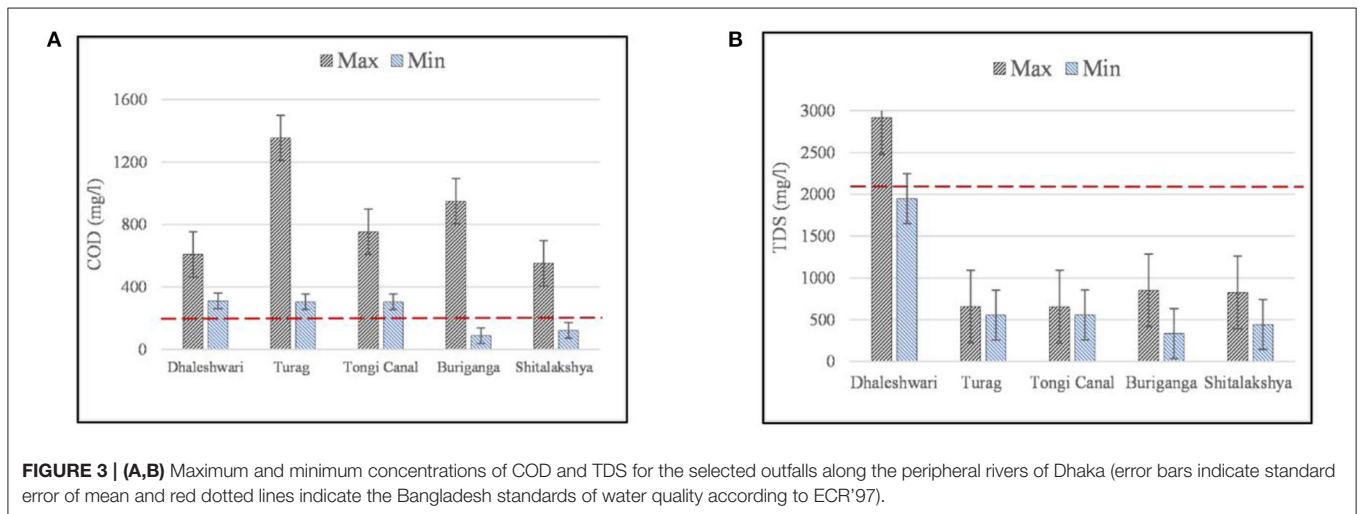 A
Max Min
1600
1200
800
400
0
COD (mg/l)
Dhaleshwari Turag Tongi Canal Buriganga Shitalakshya
B
Max Min
3000
2500
2000
1500
1000
500
0
TDS (mg/l)
Dhaleshwari Turag Tongi Canal Buriganga Shitalakshya
FIGURE 3 | (A,B) Maximum and minimum concentrations of COD and TDS for the selected outfalls along the peripheral rivers of Dhaka (error bars indicate standard
error of mean and red dotted lines indicate the Bangladesh standards of water quality according to ECR'97).